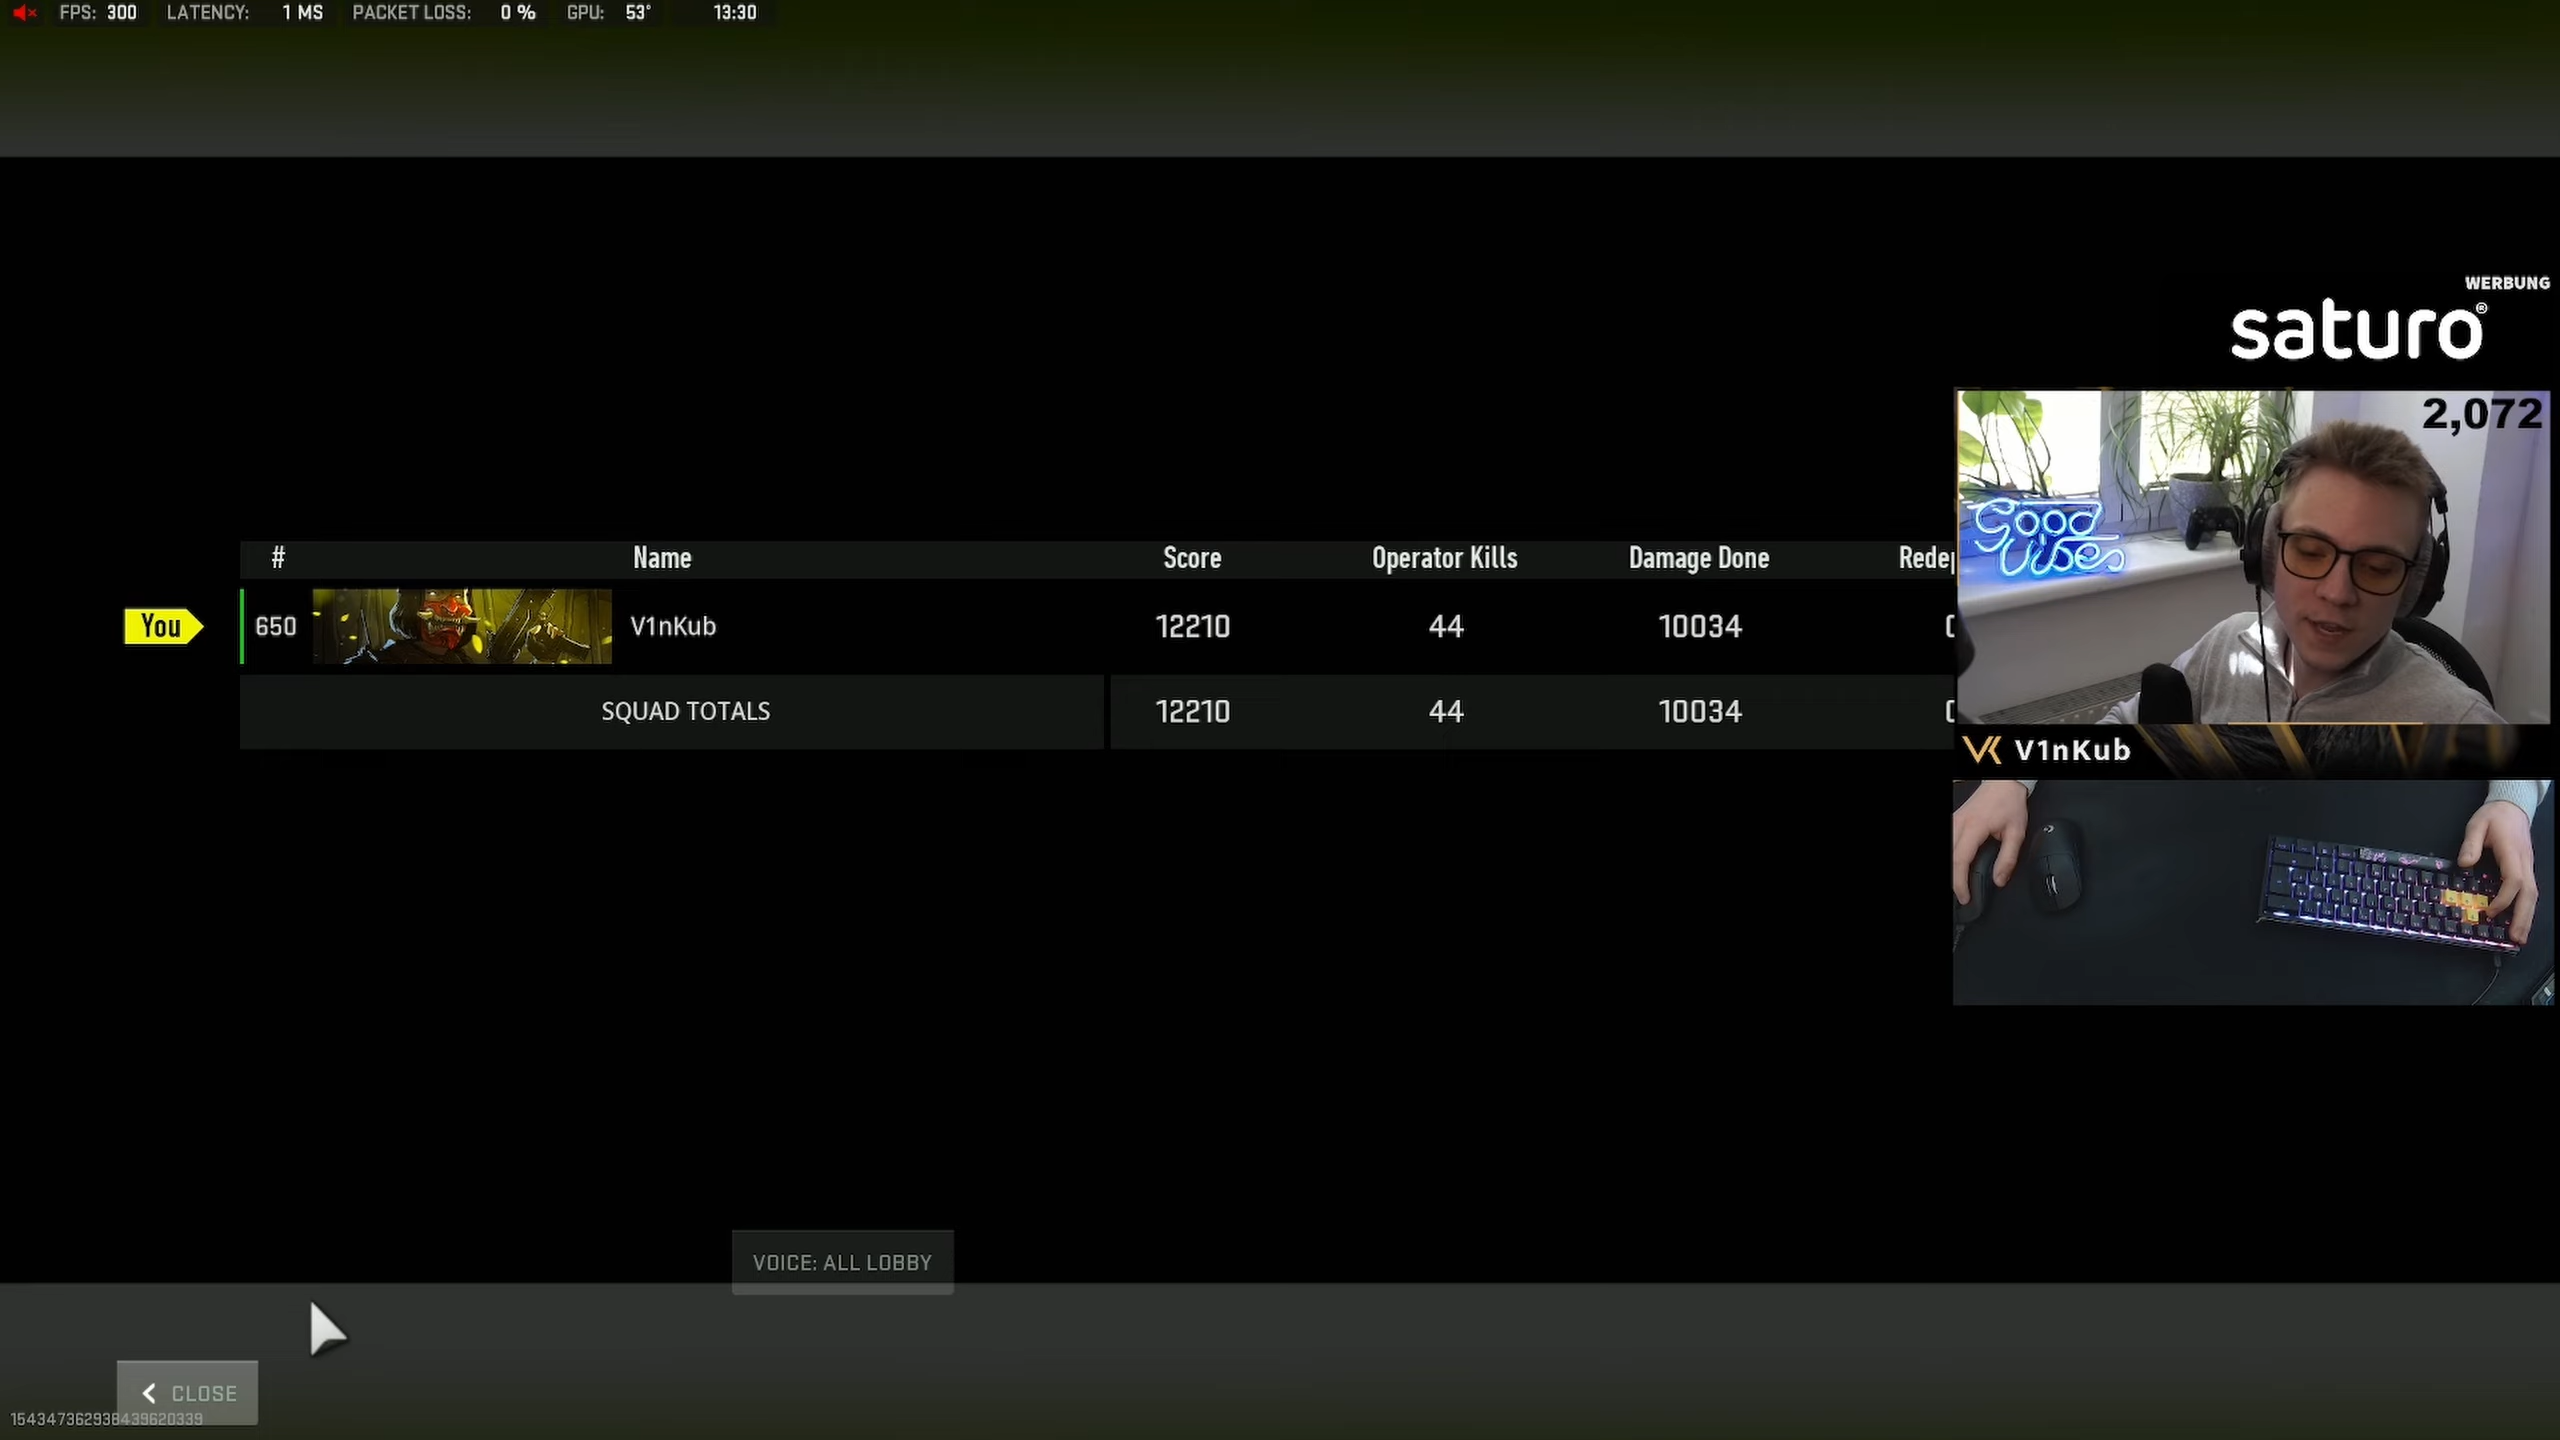 FPS: 300 LATENCY: 1 MS PACKET LOSS: 0 % GPU: 53° 13:30
WERBUNG
saturo®
2,072
Good
Vibes
# Name Score Operator Kills Damage Done
You 650 V1nKub 12210 44 10034
SQUAD TOTALS 12210 44 10034
V1nKub
VOICE: ALL LOBBY
CLOSE